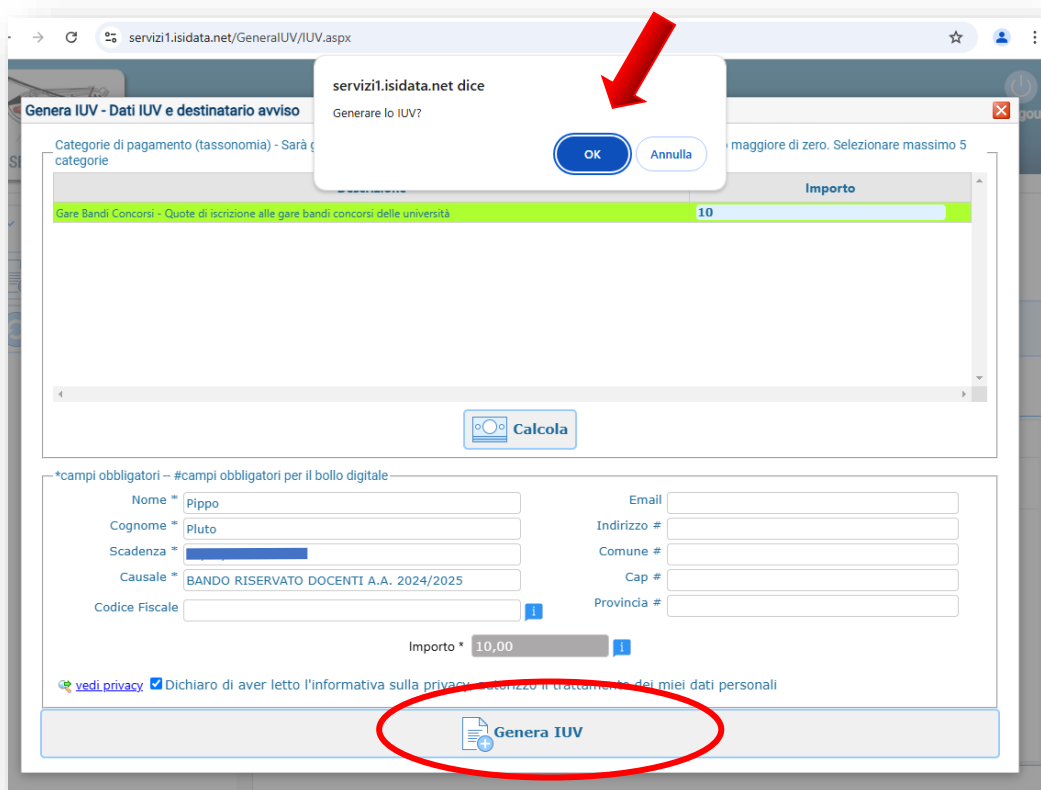 servizi1.isidata.net/GeneraIUV/IUV.aspx
servizi1.isidata.net dice
Generare lo IUV?
OK
Annulla
Genera IUV - Dati IUV e destinatario avviso
Categorie di pagamento (tassonomia) - Sarà maggiore di zero. Selezionare massimo 5
categorie
Importo
Gare Bandi Concorsi - Quote di iscrizione alle gare bandi concorsi delle università 10
Calcola
*campi obbligatori – #campi obbligatori per il bollo digitale
Nome * Pippo Email
Cognome * Pluto Indirizzo #
Scadenza * Comune #
Causale * BANDO RISERVATO DOCENTI A.A. 2024/2025 Cap #
Codice Fiscale Provincia #
Importo * 10,00
vedi privacy Dichiaro di aver letto l'informativa sulla privacy, autorizzo il trattamento dei miei dati personali
Genera IUV